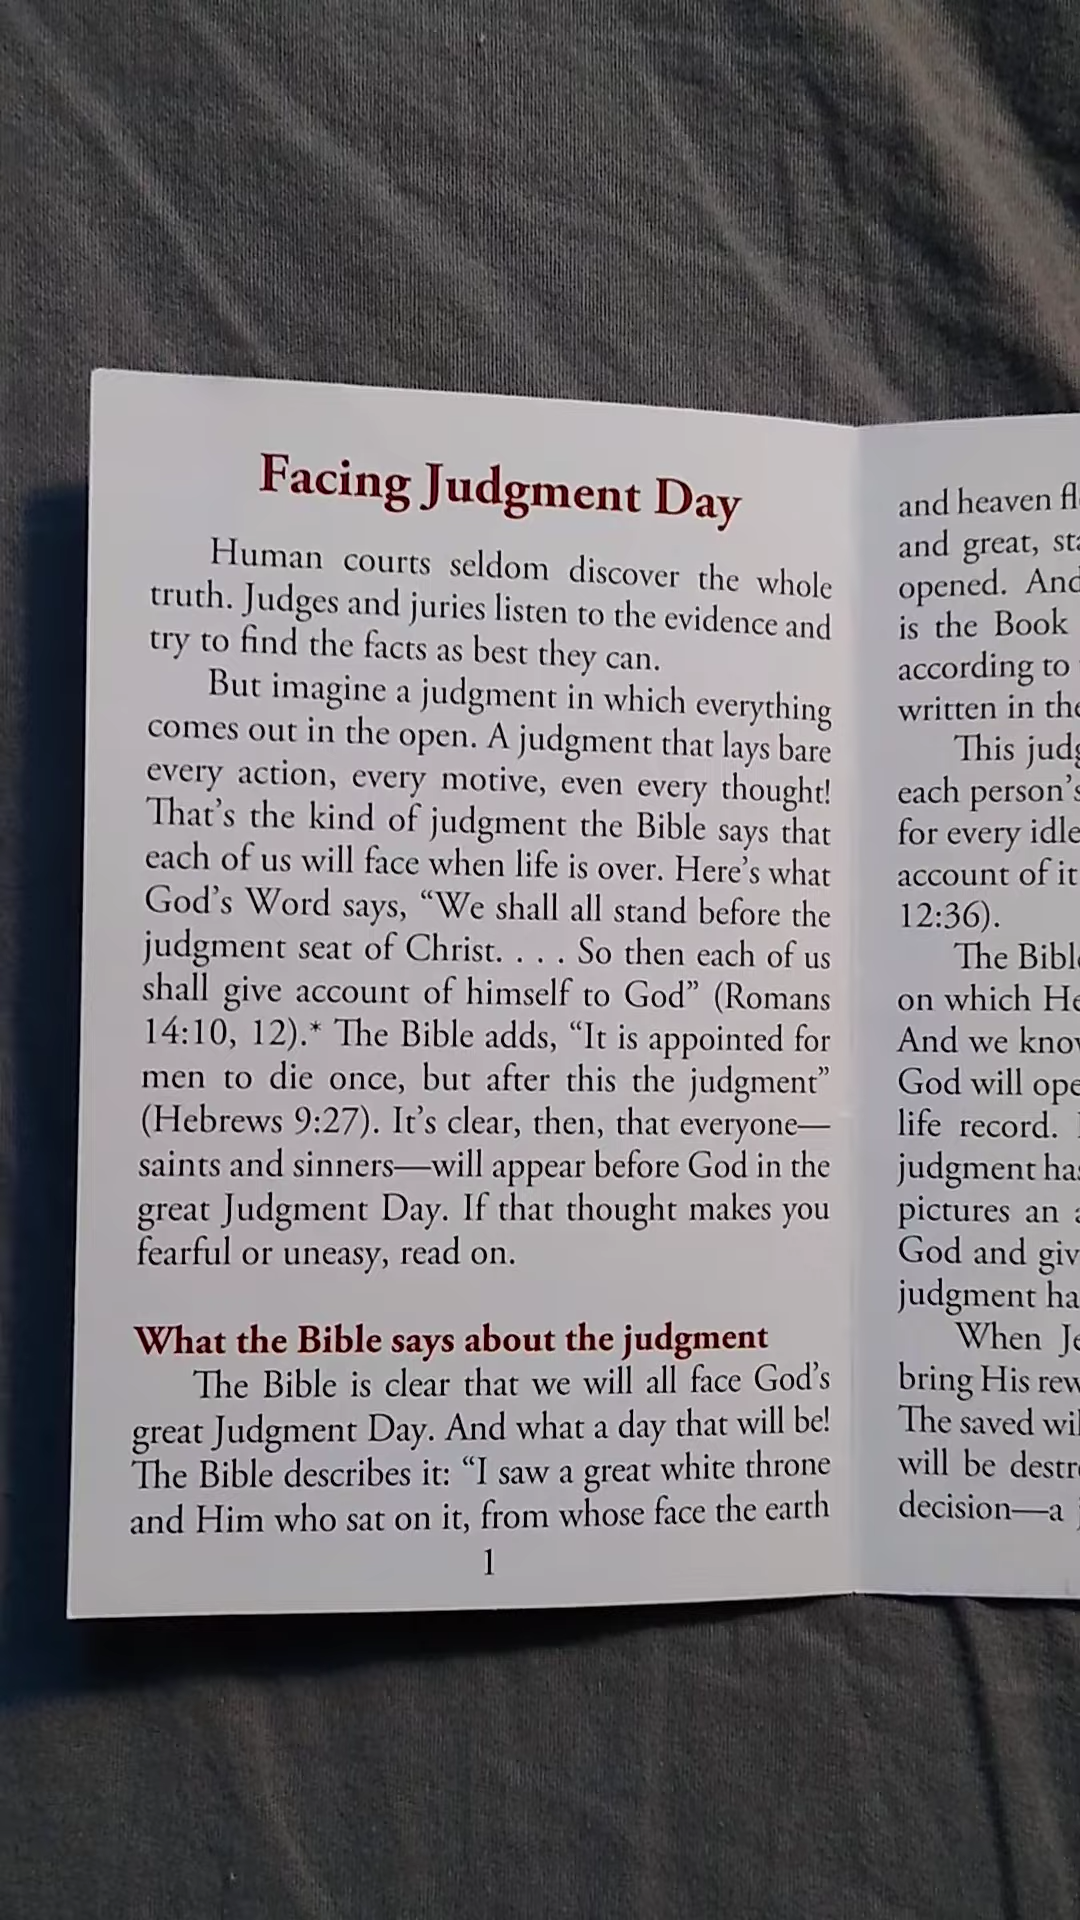 Facing Judgment Day
Human courts seldom discover the whole
truth. Judges and juries listen to the evidence and
try to find the facts as best they can.
But imagine a judgment in which everything
comes out in the open. A judgment that lays bare
every action, every motive, even every thought!
That's the kind of judgment the Bible says that
each of us will face when life is over. Here's what
God's Word says, “We shall all stand before the
judgment seat of Christ. . . . So then each of us
shall give account of himself to God” (Romans
14:10, 12).* The Bible adds, “It is appointed for
men to die once, but after this the judgment”
(Hebrews 9:27). It's clear, then, that everyone—
saints and sinners—will appear before God in the
great Judgment Day. If that thought makes you
fearful or uneasy, read on.
What the Bible says about the judgment
The Bible is clear that we will all face God's
great Judgment Day. And what a day that will be!
The Bible describes it: “I saw a great white throne
and Him who sat on it, from whose face the earth
1
and heaven
and great,
opened. And
is the Book
according to
written in the
This
each person's
for every idle
account of it
12:36).
The
on which He
And we
God will
life record.
judgment
pictures an
God and
judgment
When
bring His
The saved
will be
decision—a